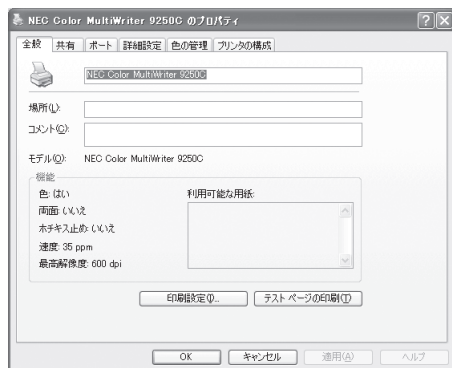 NEC Color MultiWriter 9250C のプロパティ
全般 共有 ポート 詳細設定 色の管理 プリンタの構成
NEC Color MultiWriter 9250C
場所(L):
コメント(C):
モデル(O): NEC Color MultiWriter 9250C
機能
色: はい 利用可能な用紙:
両面: いいえ
ホチキス止め: いいえ
速度: 35 ppm
最高解像度: 600 dpi
印刷設定(I)... テスト ページの印刷(T)
OK キャンセル 適用(A) ヘルプ